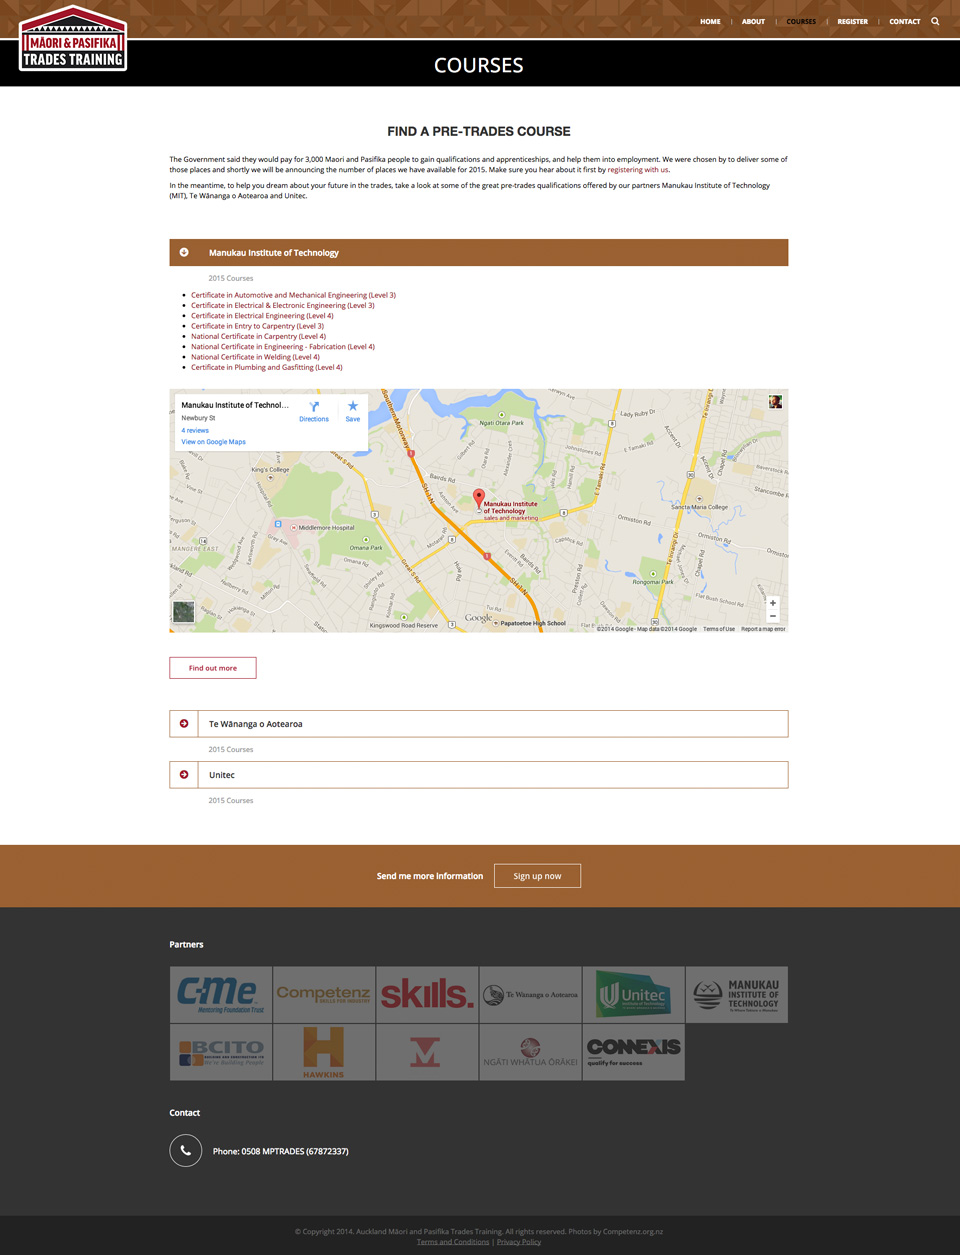 MĀORI & PASIFIKA
TRADES TRAINING
HOME | ABOUT | COURSES | REGISTER | CONTACT
COURSES
FIND A PRE-TRADES COURSE
The Government said they would pay for 3,000 Maori and Pasifika people to gain qualifications and apprenticeships, and help them into employment. We were chosen by to deliver some of
those places and shortly we will be announcing the number of places we have available for 2015. Make sure you hear about it first by registering with us.
In the meantime, to help you dream about your future in the trades, take a look at some of the great pre-trades qualifications offered by our partners Manukau Institute of Technology
(MIT), Te Wānanga o Aotearoa and Unitec.
Manukau Institute of Technology
2015 Courses
Certificate in Automotive and Mechanical Engineering (Level 3)
Certificate in Electrical & Electronic Engineering (Level 3)
Certificate in Electrical Engineering (Level 4)
Certificate in Entry to Carpentry (Level 3)
National Certificate in Carpentry (Level 4)
National Certificate in Engineering - Fabrication (Level 4)
National Certificate in Welding (Level 4)
Certificate in Plumbing and Gasfitting (Level 4)
Manukau Institute of Technol...
Newbury St
4 reviews
View on Google Maps
Directions
Save
Southern Motorway
Ngati Otara Park
Lady Ruby Dr
King's College
Bairds Rd
E Tamaki Rd
Te Irirangi Dr
Accent Dr
Manukau Institute
of Technology
sales and marketing
Sancta Maria College
Ormiston Rd
Middlemore Hospital
MANGERE EAST
Omana Park
Great S Rd
Rongomai Park
Chapel Rd
Preston Rd
Kingswood Road Reserve
Google
Papatoetoe High School
©2014 Google - Map data ©2014 Google
Terms of Use
Report a map error
Find out more
Te Wānanga o Aotearoa
2015 Courses
Unitec
2015 Courses
Send me more information
Sign up now
Partners
C-Me
Mentoring Foundation Trust
Competenz
SKILLS FOR INDUSTRY
skills.
Te Wananga o Aotearoa
Unitec
Institute of Technology
MANUKAU
INSTITUTE OF
TECHNOLOGY
BCITO
BUILDING AND CONSTRUCTION ITO
We're Building People
HAWKINS
NGĀTI WHĀTUA ŌRĀKEI
CONNEXIS
qualify for success
Contact
Phone: 0508 MPTRADES (67872337)
© Copyright 2014. Auckland Māori and Pasifika Trades Training. All rights reserved. Photos by Competenz.org.nz
Terms and Conditions | Privacy Policy